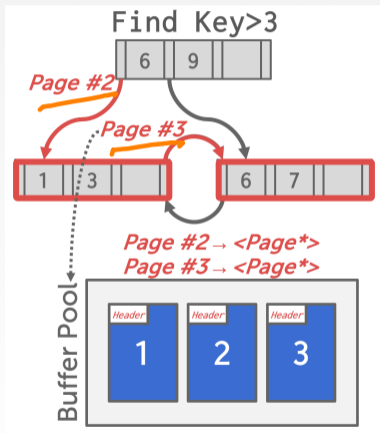 Find Key>3
6 9
Page #2
Page #3
1 3
6 7
Page #2→<Page*>
Page #3→<Page*>
Buffer Pool
Header Header Header
1 2 3